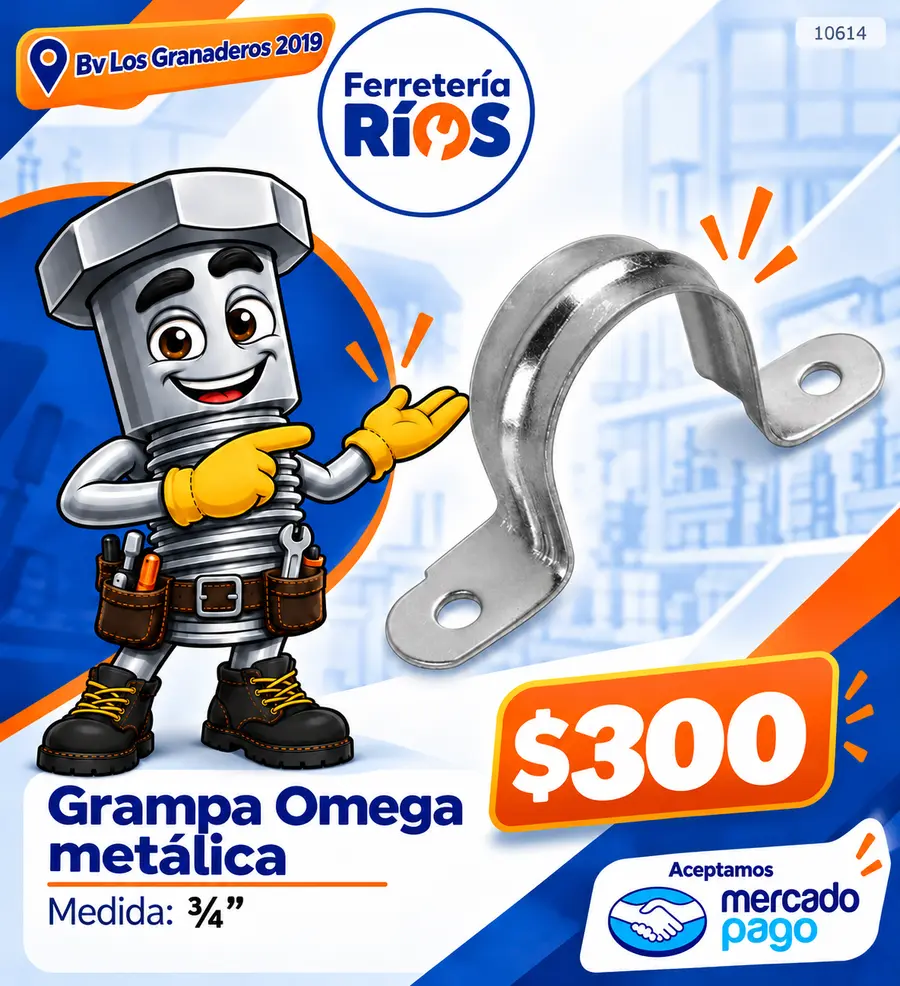 Bv Los Granaderos 2019
Ferretería
RÍOS
10614
$300
Grampa Omega
metálica
Medida: ¾”
Aceptamos
mercado
pago